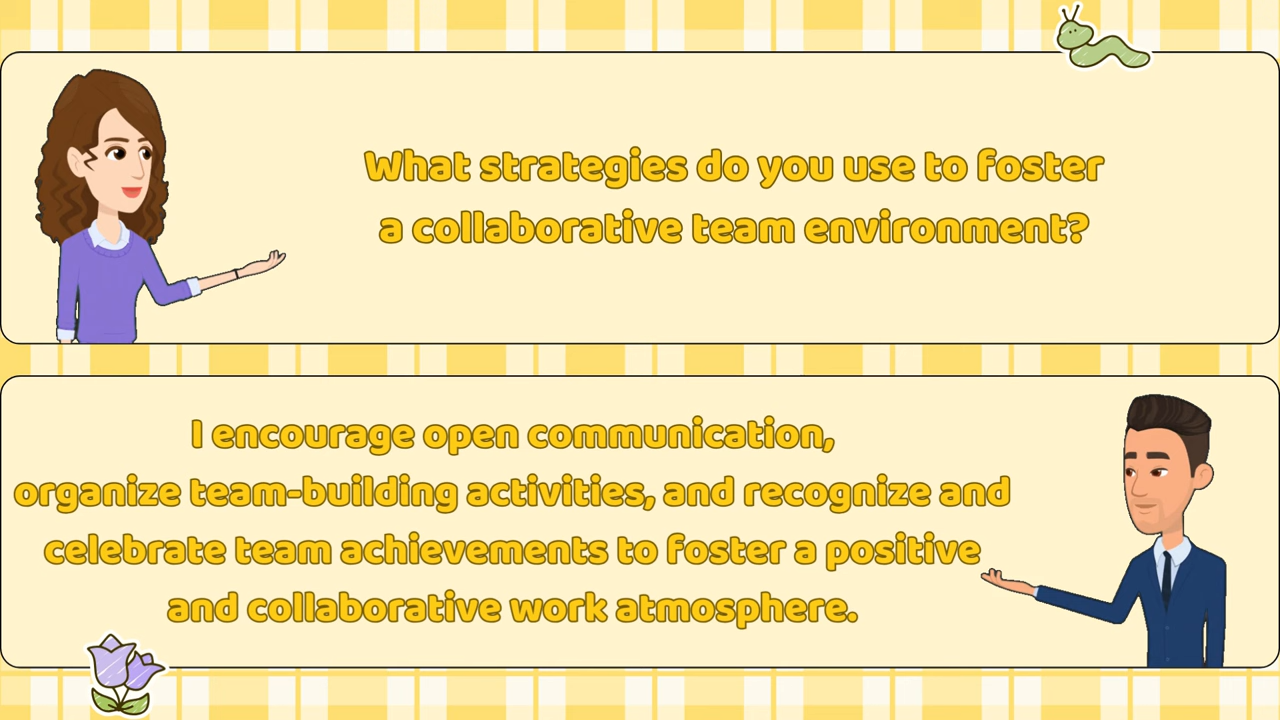 What strategies do you use to foster
a collaborative team environment?
I encourage open communication,
organize team-building activities, and recognize and
celebrate team achievements to foster a positive
and collaborative work atmosphere.